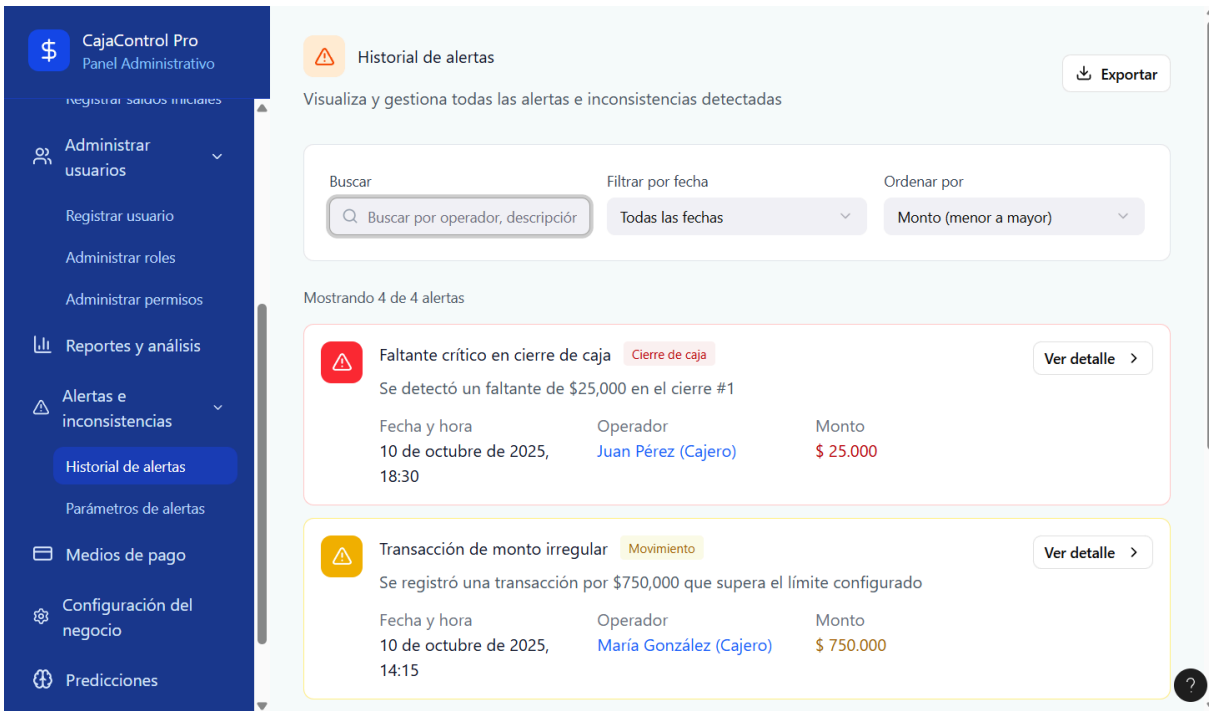 $
CajaControl Pro
Panel Administrativo
Registrar saldos iniciales
Administrar
usuarios
Registrar usuario
Administrar roles
Administrar permisos
Reportes y análisis
Alertas e
inconsistencias
Historial de alertas
Parámetros de alertas
Medios de pago
Configuración del
negocio
Predicciones
Historial de alertas
Exportar
Visualiza y gestiona todas las alertas e inconsistencias detectadas
Buscar
Filtrar por fecha
Ordenar por
Buscar por operador, descripción
Todas las fechas
Monto (menor a mayor)
Mostrando 4 de 4 alertas
Faltante crítico en cierre de caja
Cierre de caja
Ver detalle
Se detectó un faltante de $25,000 en el cierre #1
Fecha y hora
Operador
Monto
10 de octubre de 2025,
18:30
Juan Pérez (Cajero)
$ 25.000
Transacción de monto irregular
Movimiento
Ver detalle
Se registró una transacción por $750,000 que supera el límite configurado
Fecha y hora
Operador
Monto
10 de octubre de 2025,
14:15
María González (Cajero)
$ 750.000
?